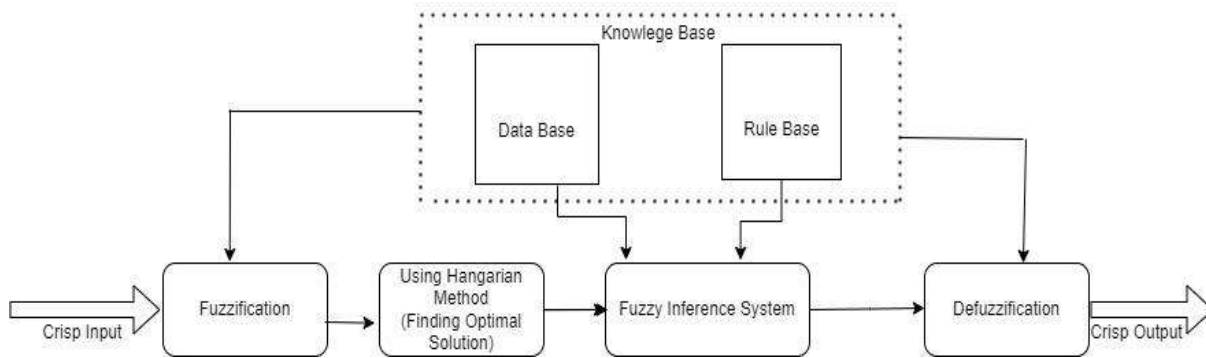 Knowlege Base
Data Base
Rule Base
Crisp Input
Fuzzification
Using Hangarian
Method
(Finding Optimal
Solution)
Fuzzy Inference System
Defuzzification
Crisp Output